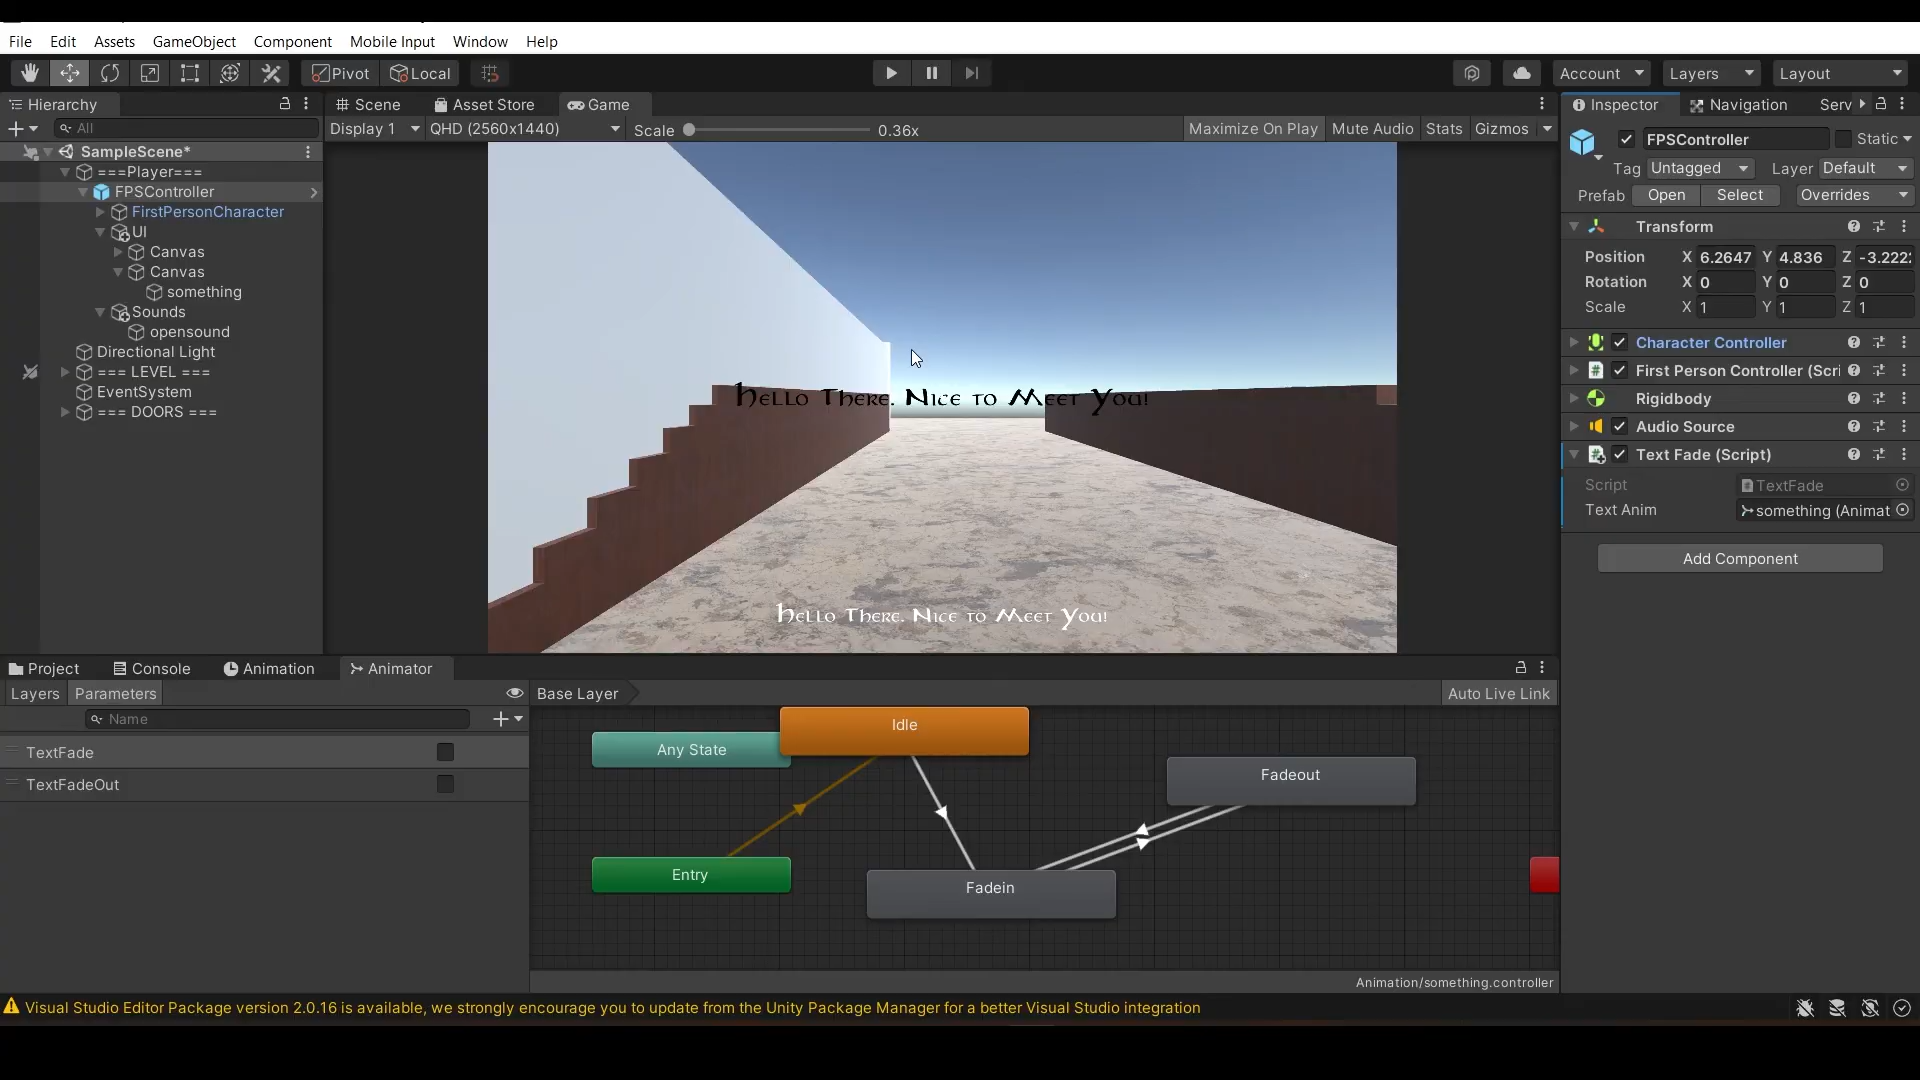 File Edit Assets GameObject Component Mobile Input Window Help
Pivot Local Account Layers Layout
Hierarchy Scene Asset Store Game Inspector Navigation Serv
All Display 1 QHD (2560x1440) Scale 0.36x Maximize On Play Mute Audio Stats Gizmos
SampleScene*
===Player===
FPSController
FirstPersonCharacter
UI
Canvas
Canvas
something
Sounds
opensound
Directional Light
=== LEVEL ===
EventSystem
=== DOORS ===
Hello There. Nice to Meet You!
Hello There. Nice to Meet You!
FPSController Static
Tag Untagged Layer Default
Prefab Open Select Overrides
Transform
Position X 6.2647 Y 4.836 Z -3.222
Rotation X 0 Y 0 Z 0
Scale X 1 Y 1 Z 1
Character Controller
First Person Controller (Scri
Rigidbody
Audio Source
Text Fade (Script)
Script TextFade
Text Anim something (Animat
Add Component
Project Console Animation Animator
Layers Parameters Base Layer Auto Live Link
Name
TextFade
TextFadeOut
Idle
Any State
Fadeout
Entry
Fadein
Animation/something.controller
Visual Studio Editor Package version 2.0.16 is available, we strongly encourage you to update from the Unity Package Manager for a better Visual Studio integration